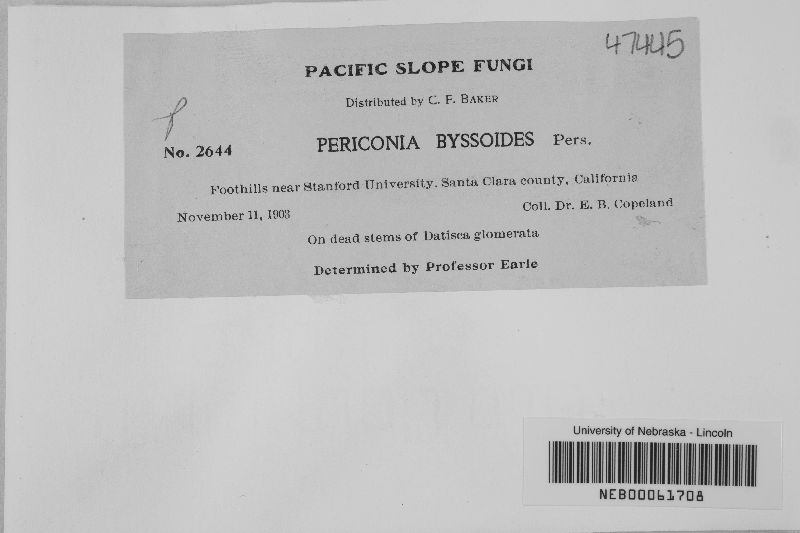 47445
PACIFIC SLOPE FUNGI
Distributed by C. F. BAKER
No. 2644 PERICONIA BYSSOIDES Pers.
Foothills near Stanford University, Santa Clara county, California
November 11, 1903 Coll. Dr. E. B. Copeland
On dead stems of Datisca glomerata
Determined by Professor Earle
University of Nebraska - Lincoln
NEB00061708